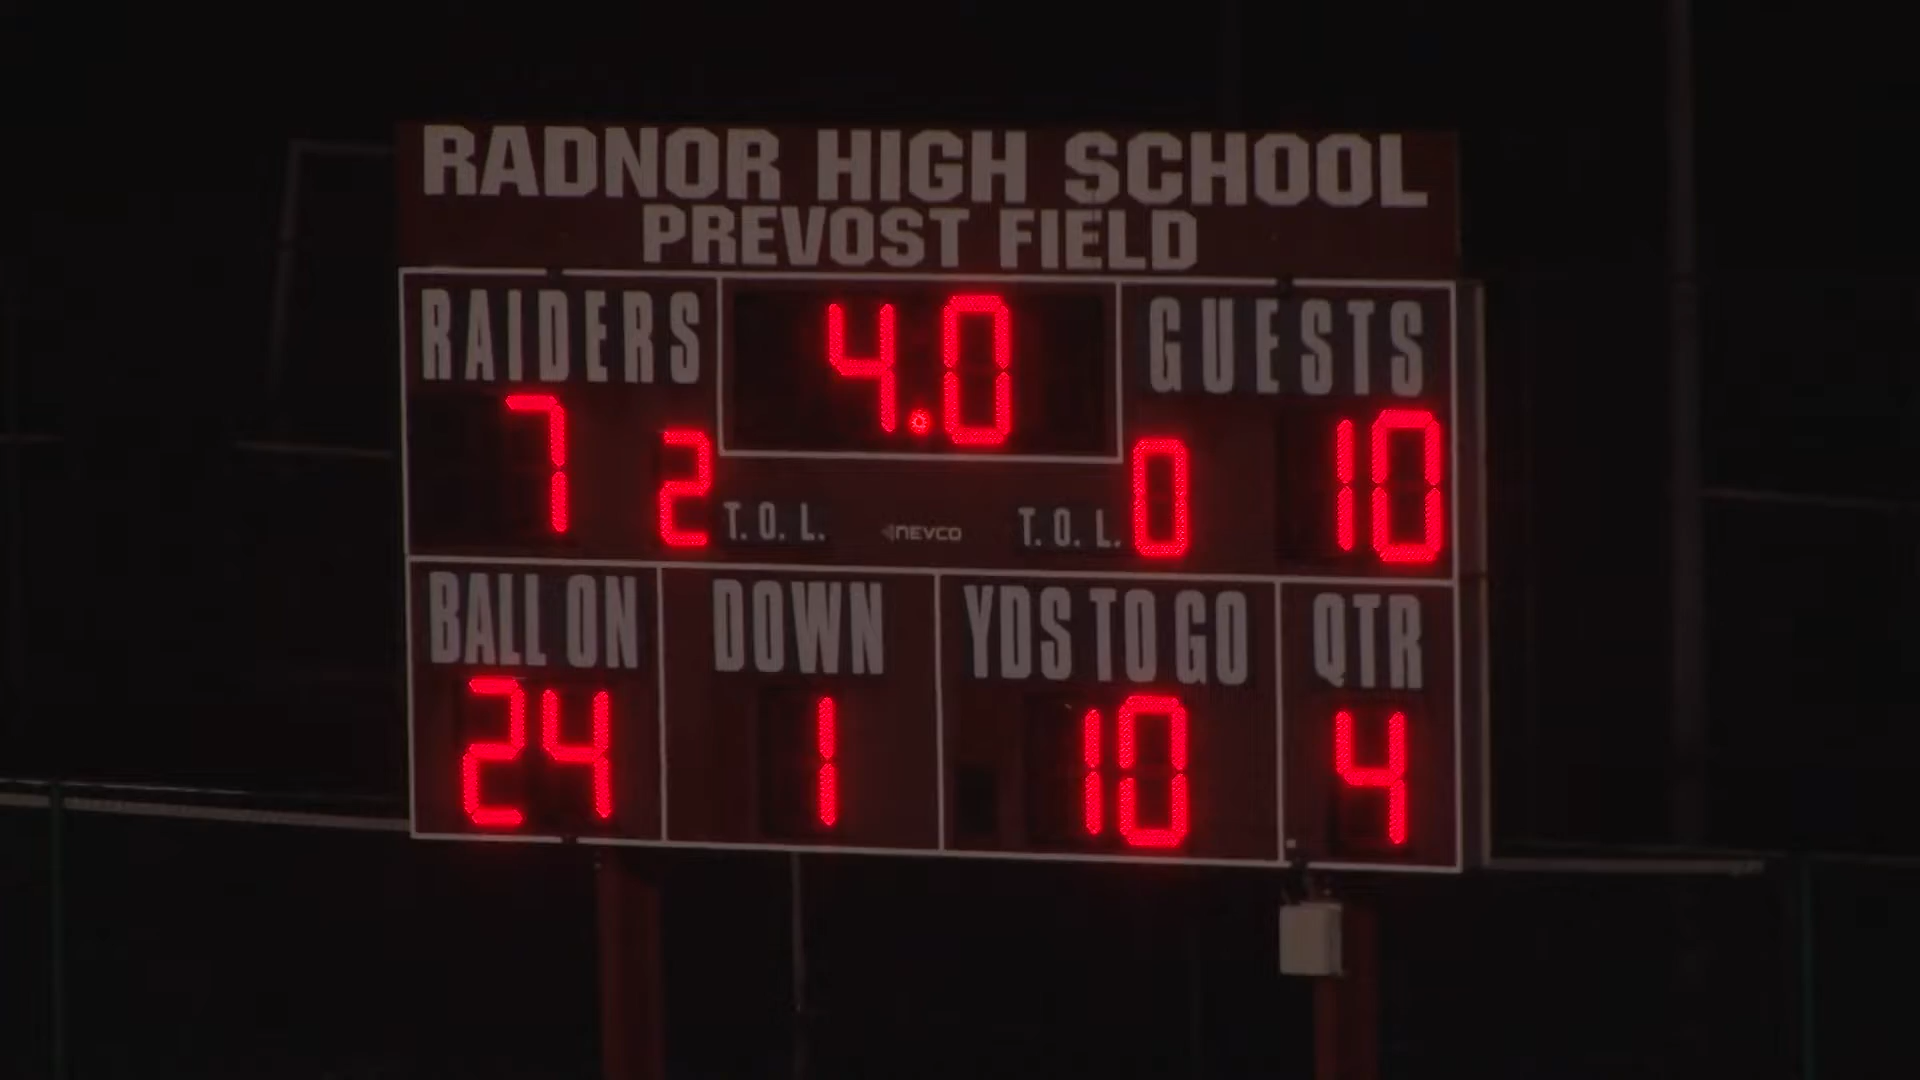 RADNOR HIGH SCHOOL
PREVOST FIELD
RAIDERS 4.0 GUESTS
7 2 T.O.L. NEVCO T.O.L. 0 10
BALL ON DOWN YDS TO GO QTR
24 1 10 4